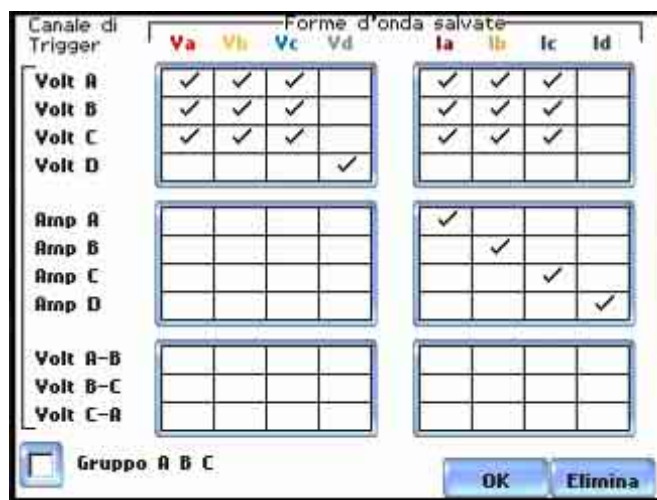 Canale di Trigger
Forme d'onda salvate
Va Vb Vc Vd Ia Ib Ic Id
Volt A
Volt B
Volt C
Volt D
Amp A
Amp B
Amp C
Amp D
Volt A-B
Volt B-C
Volt C-A
Gruppo A B C
OK Elimina